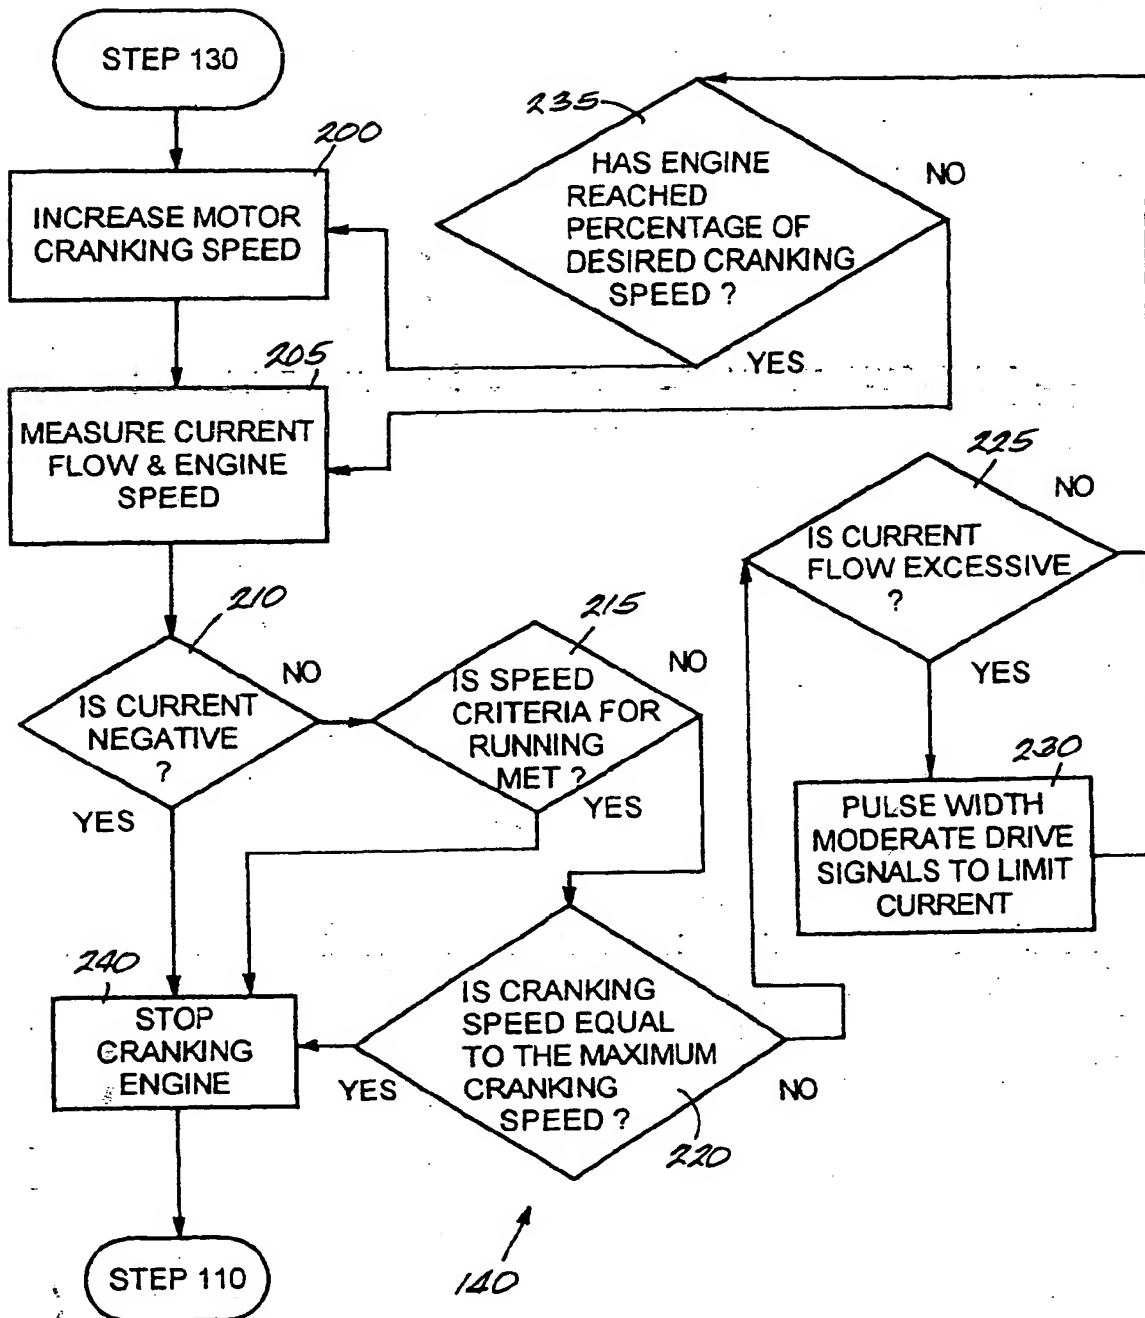 STEP 130
200
INCREASE MOTOR
CRANKING SPEED
235
HAS ENGINE
REACHED
PERCENTAGE OF
DESIRED CRANKING
SPEED ?
NO
YES
205
MEASURE CURRENT
FLOW & ENGINE
SPEED
210
IS CURRENT
NEGATIVE
?
NO
YES
215
IS SPEED
CRITERIA FOR
RUNNING
MET ?
NO
YES
225
IS CURRENT
FLOW EXCESSIVE
?
NO
YES
230
PULSE WIDTH
MODERATE DRIVE
SIGNALS TO LIMIT
CURRENT
240
STOP
CRANKING
ENGINE
IS CRANKING
SPEED EQUAL
TO THE MAXIMUM
CRANKING
SPEED ?
YES
NO
220
STEP 110
140